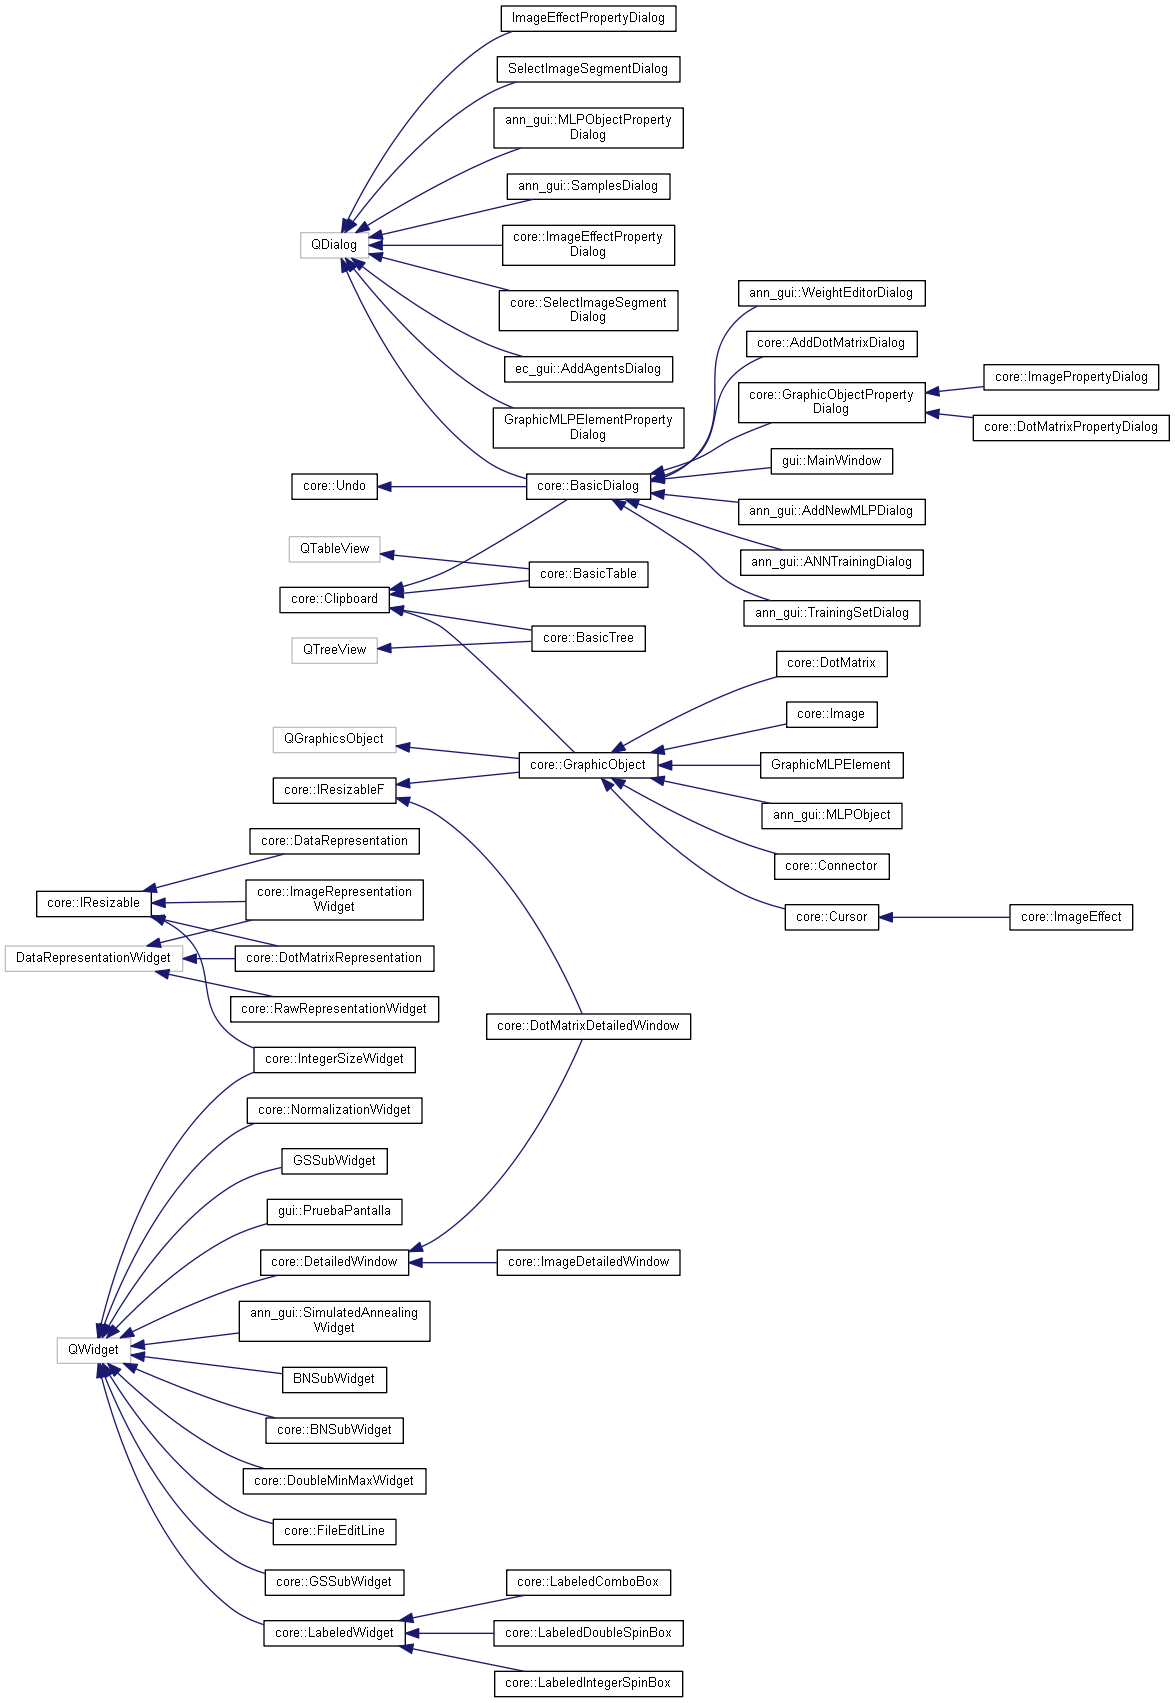 ImageEffectPropertyDialog
SelectImageSegmentDialog
ann_gui::MLPObjectProperty
Dialog
ann_gui::SamplesDialog
QDialog
core::ImageEffectProperty
Dialog
core::SelectImageSegment
Dialog
ec_gui::AddAgentsDialog
GraphicMLPElementProperty
Dialog
ann_gui::WeightEditorDialog
core::AddDotMatrixDialog
core::GraphicObjectProperty
Dialog
core::ImagePropertyDialog
core::DotMatrixPropertyDialog
gui::MainWindow
core::Undo
core::BasicDialog
ann_gui::AddNewMLPDialog
ann_gui::ANNTrainingDialog
ann_gui::TrainingSetDialog
QTableView
core::BasicTable
core::Clipboard
core::BasicTree
QTreeView
core::DotMatrix
core::Image
QGraphicsObject
core::GraphicObject
GraphicMLPElement
core::IResizableF
ann_gui::MLPObject
core::Connector
core::Cursor
core::ImageEffect
core::DataRepresentation
core::IResizable
core::ImageRepresentation
Widget
DataRepresentationWidget
core::DotMatrixRepresentation
core::RawRepresentationWidget
core::DotMatrixDetailedWindow
core::IntegerSizeWidget
core::NormalizationWidget
GSSubWidget
gui::PruebaPantalla
core::DetailedWindow
core::ImageDetailedWindow
ann_gui::SimulatedAnnealing
Widget
QWidget
BNSubWidget
core::BNSubWidget
core::DoubleMinMaxWidget
core::FileEditLine
core::GSSubWidget
core::LabeledWidget
core::LabeledComboBox
core::LabeledDoubleSpinBox
core::LabeledIntegerSpinBox